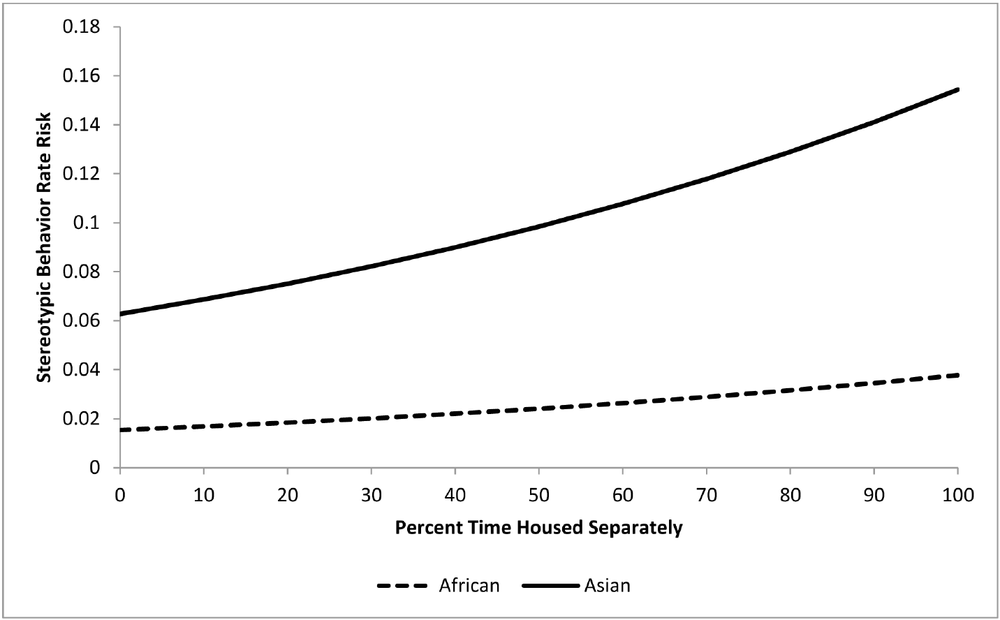 0.18
0.16
0.14
0.12
0.1
0.08
0.06
0.04
0.02
0
Stereotypic Behavior Rate Risk
0 10 20 30 40 50 60 70 80 90 100
Percent Time Housed Separately
African Asian